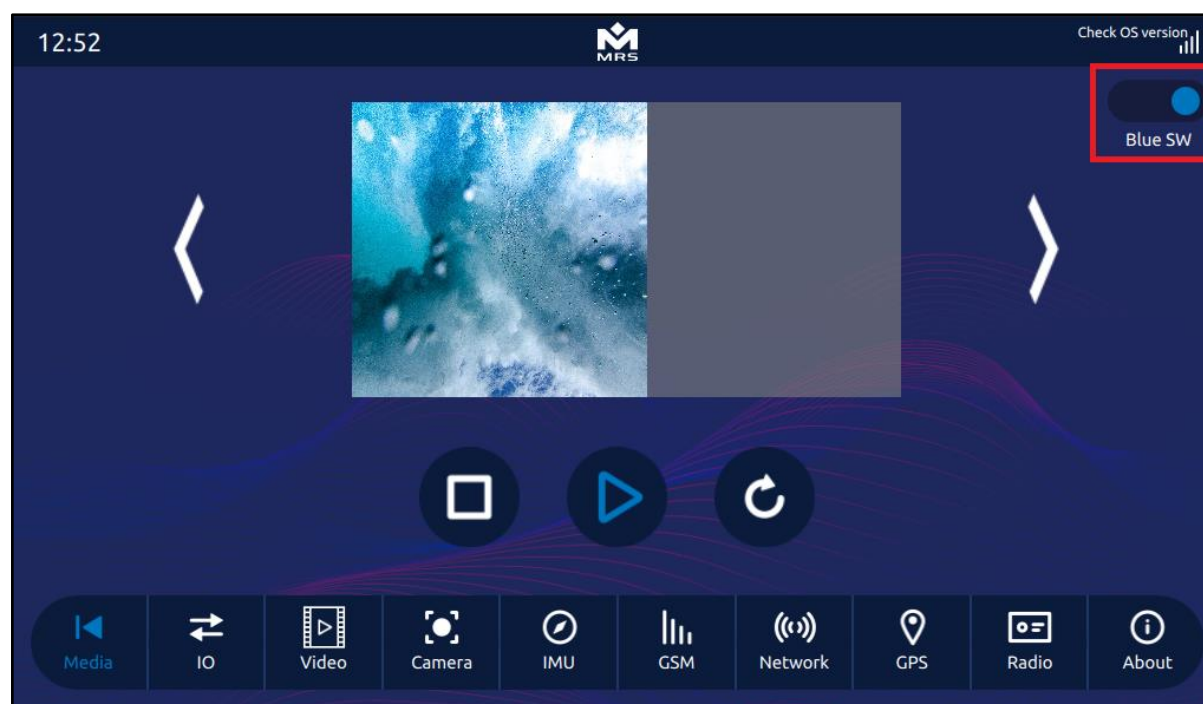 12:52
MRS
Check OS version
Blue SW
Media
IO
Video
Camera
IMU
GSM
Network
GPS
Radio
About